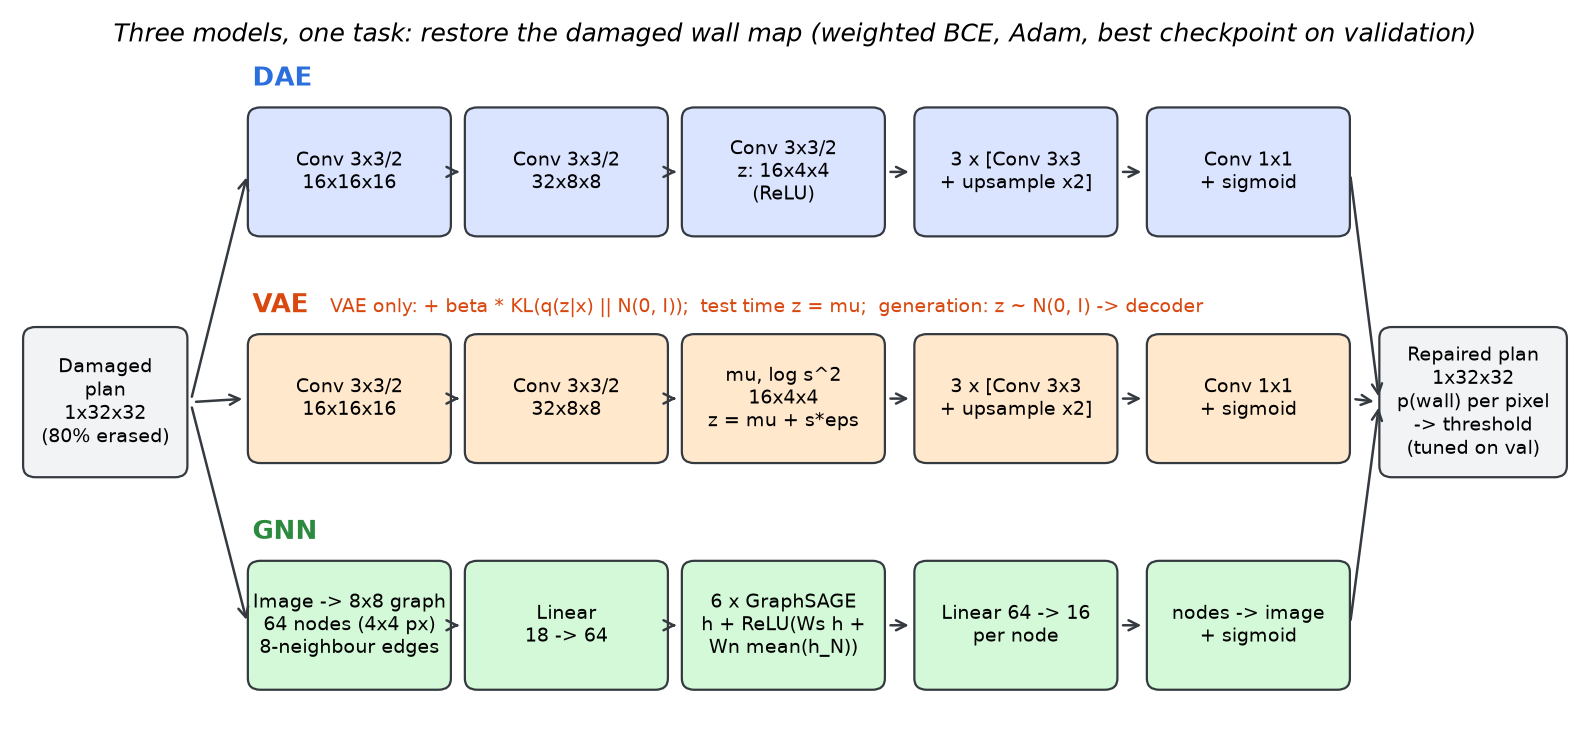 Three models, one task: restore the damaged wall map (weighted BCE, Adam, best checkpoint on validation)
DAE
Conv 3x3/2
16x16x16
Conv 3x3/2
32x8x8
Conv 3x3/2
z: 16x4x4
(ReLU)
3 x [Conv 3x3
+ upsample x2]
Conv 1x1
+ sigmoid
VAE
VAE only: + beta * KL(q(z|x) || N(0, I));  test time z = mu;  generation: z ~ N(0, I) -> decoder
Damaged
plan
1x32x32
(80% erased)
Conv 3x3/2
16x16x16
Conv 3x3/2
32x8x8
mu, log s^2
16x4x4
z = mu + s*eps
3 x [Conv 3x3
+ upsample x2]
Conv 1x1
+ sigmoid
Repaired plan
1x32x32
p(wall) per pixel
-> threshold
(tuned on val)
GNN
Image -> 8x8 graph
64 nodes (4x4 px)
8-neighbour edges
Linear
18 -> 64
6 x GraphSAGE
h + ReLU(Ws h +
Wn mean(h_N))
Linear 64 -> 16
per node
nodes -> image
+ sigmoid